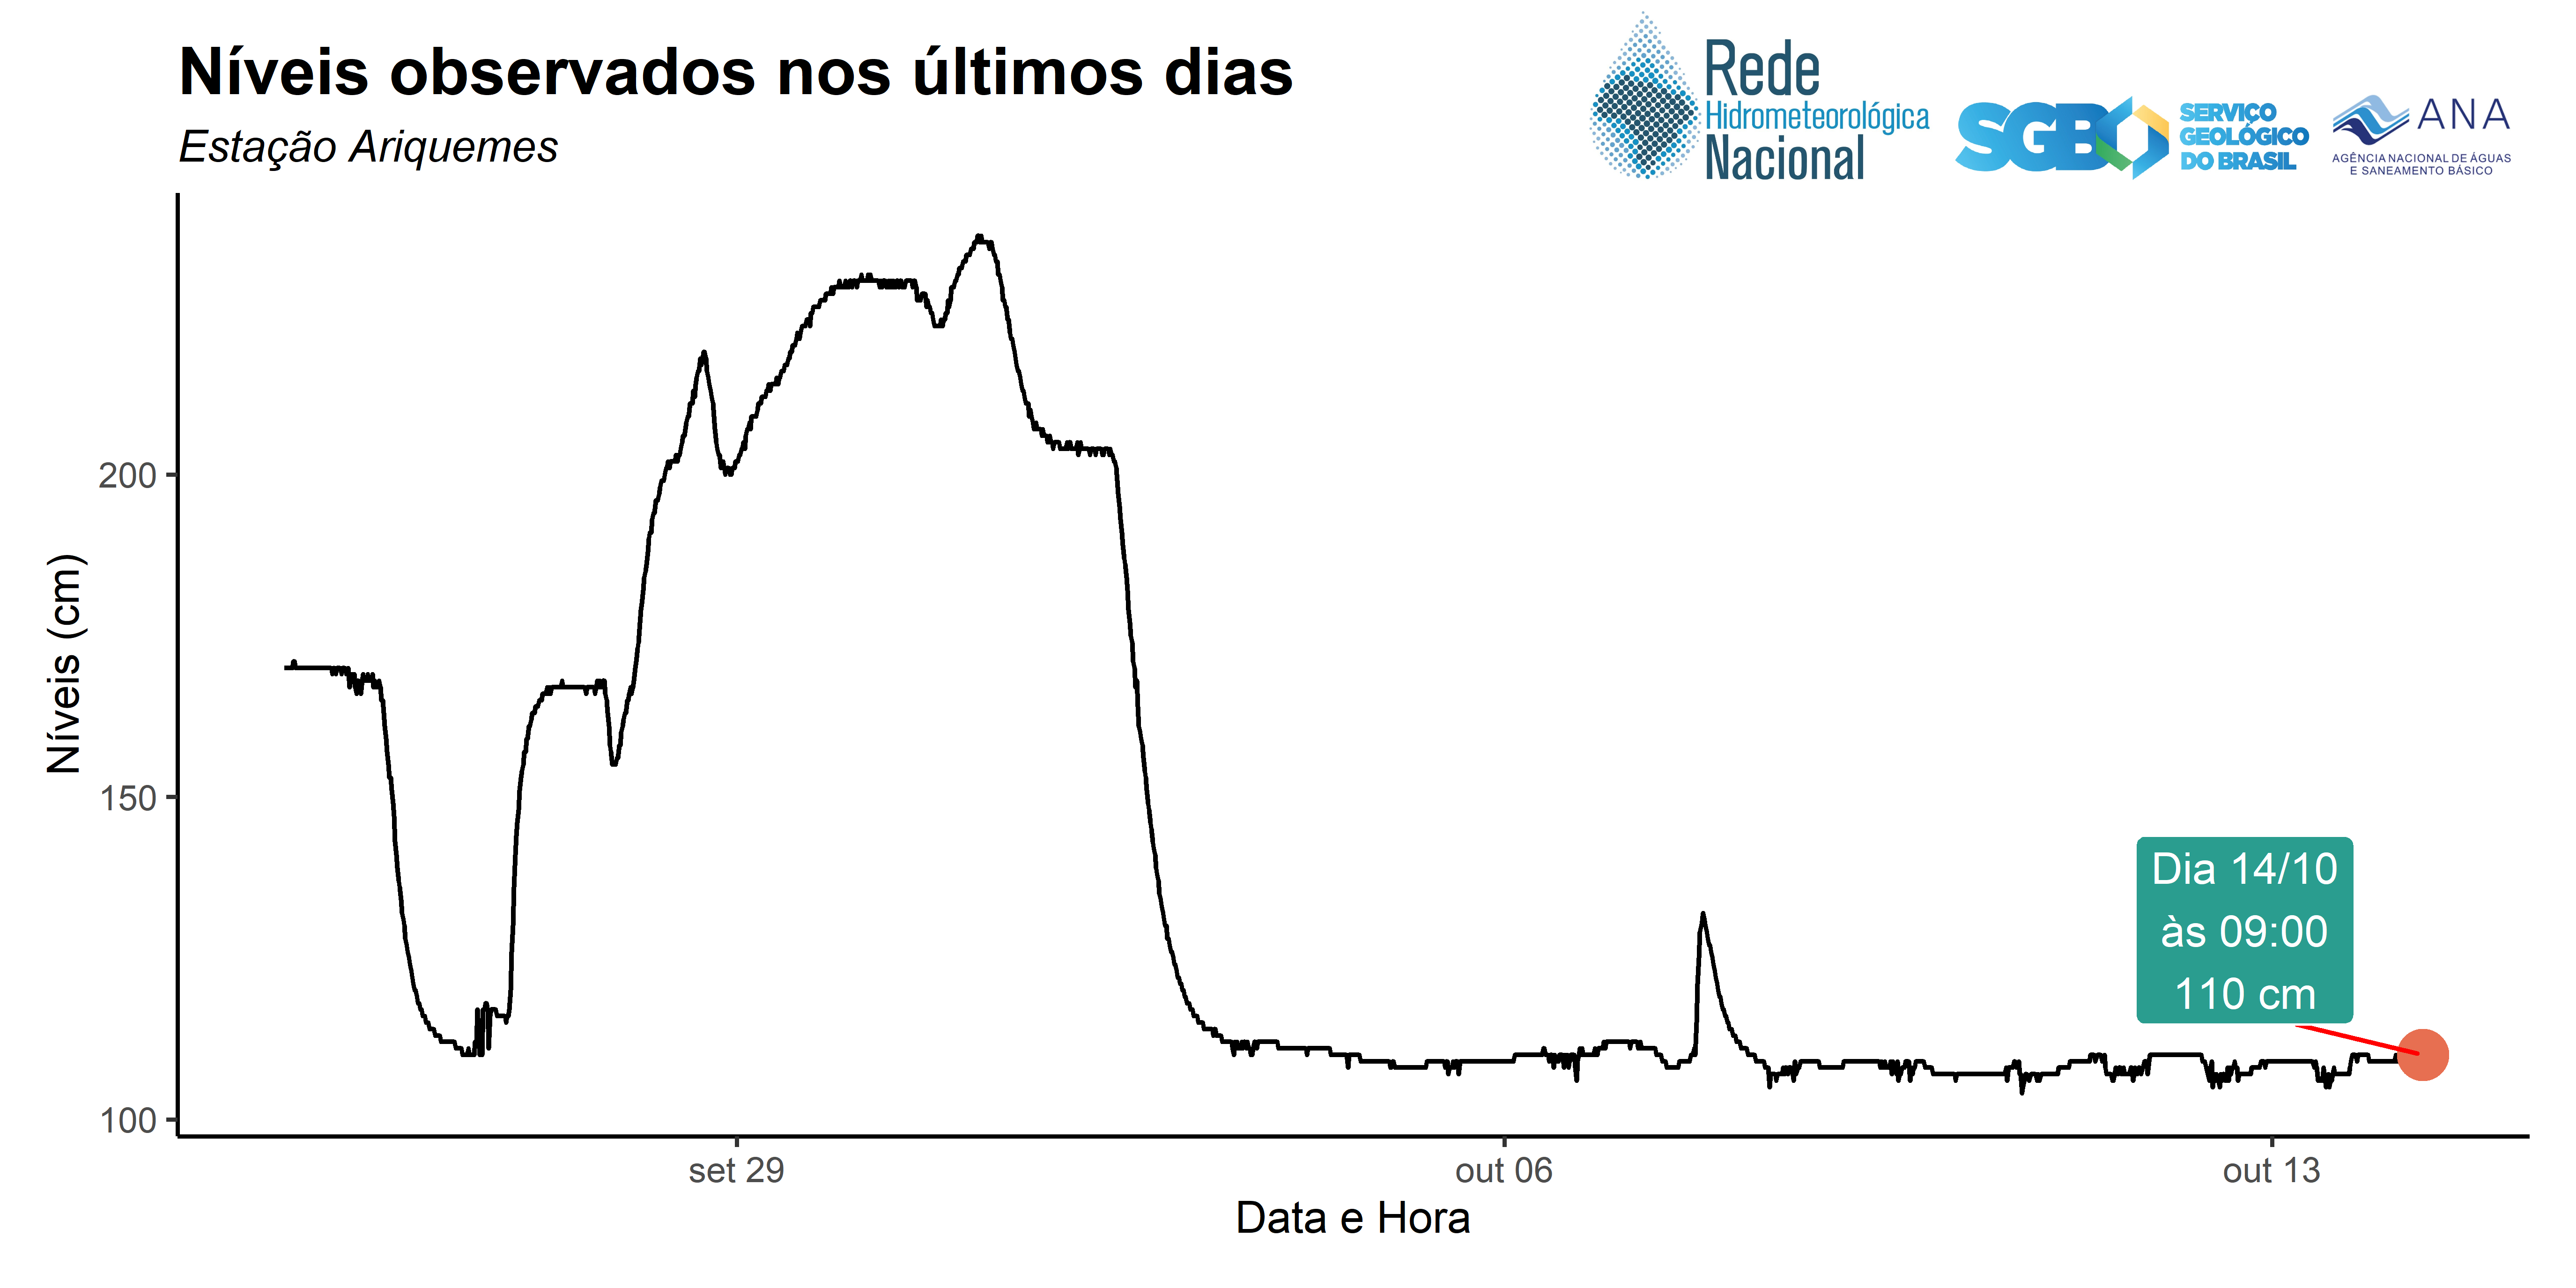 Níveis observados nos últimos dias
Estação Ariquemes
Rede
Hidrometeorológica
Nacional
SGB
SERVIÇO
GEOLÓGICO
DO BRASIL
ANA
AGÊNCIA NACIONAL DE ÁGUAS
E SANEAMENTO BÁSICO
Níveis (cm)
200
150
100
Dia 14/10
às 09:00
110 cm
set 29
out 06
out 13
Data e Hora